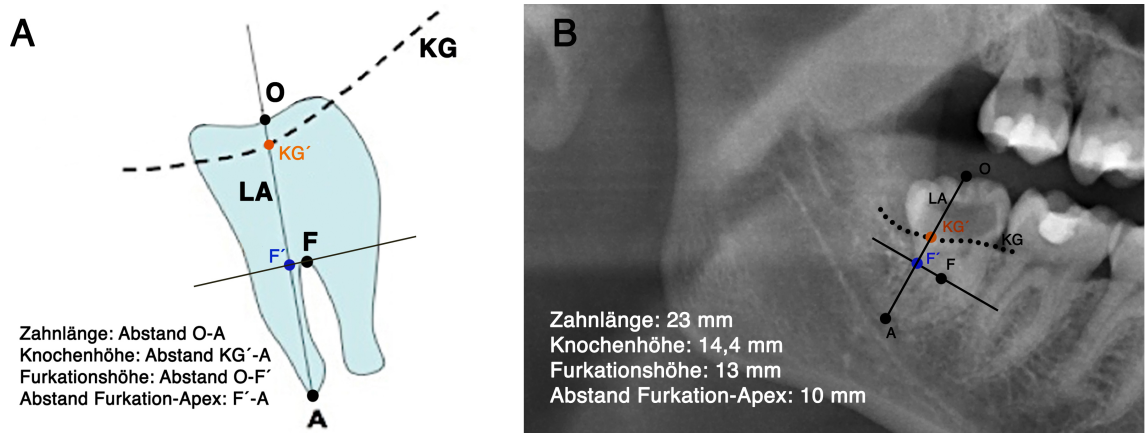 A
KG
O
KG´
LA
F
F´
Zahnlänge: Abstand O-A
Knochenhöhe: Abstand KG´-A
Furkationshöhe: Abstand O-F´
Abstand Furkation-Apex: F´-A
A
B
O
LA
KG´
KG
F´
F
A
Zahnlänge: 23 mm
Knochenhöhe: 14,4 mm
Furkationshöhe: 13 mm
Abstand Furkation-Apex: 10 mm